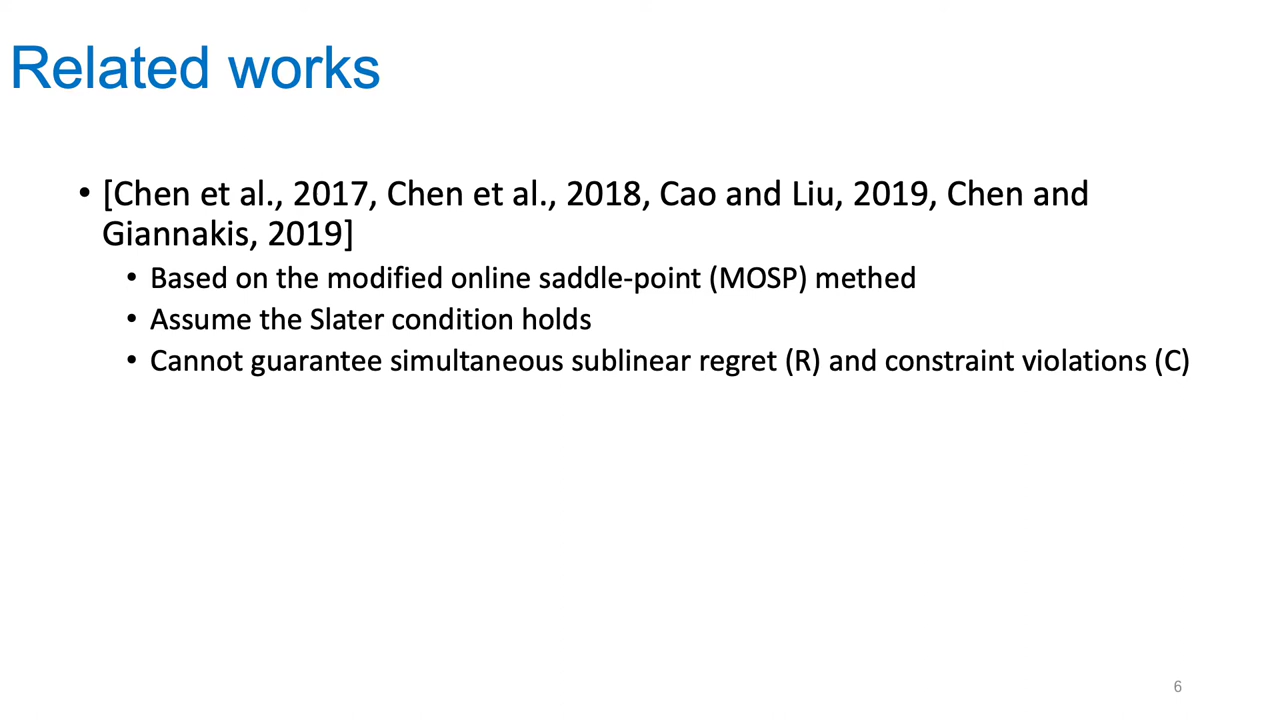 Related works
• [Chen et al., 2017, Chen et al., 2018, Cao and Liu, 2019, Chen and
Giannakis, 2019]
• Based on the modified online saddle-point (MOSP) methed
• Assume the Slater condition holds
• Cannot guarantee simultaneous sublinear regret (R) and constraint violations (C)
6